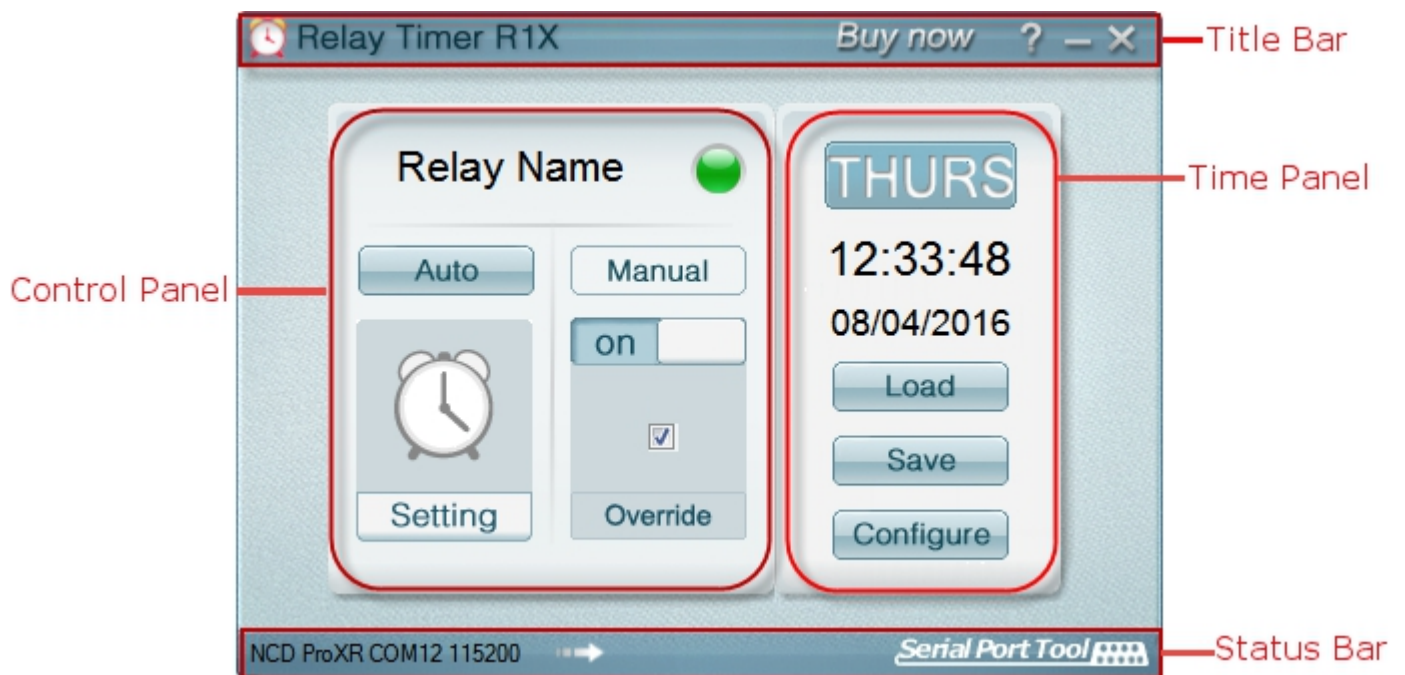 Relay Timer R1X
Buy now ? – ×
Title Bar
Control Panel
Relay Name
Auto
Manual
on
Setting
Override
Time Panel
THURS
12:33:48
08/04/2016
Load
Save
Configure
NCD ProXR COM12 115200
Serial Port Tool
Status Bar